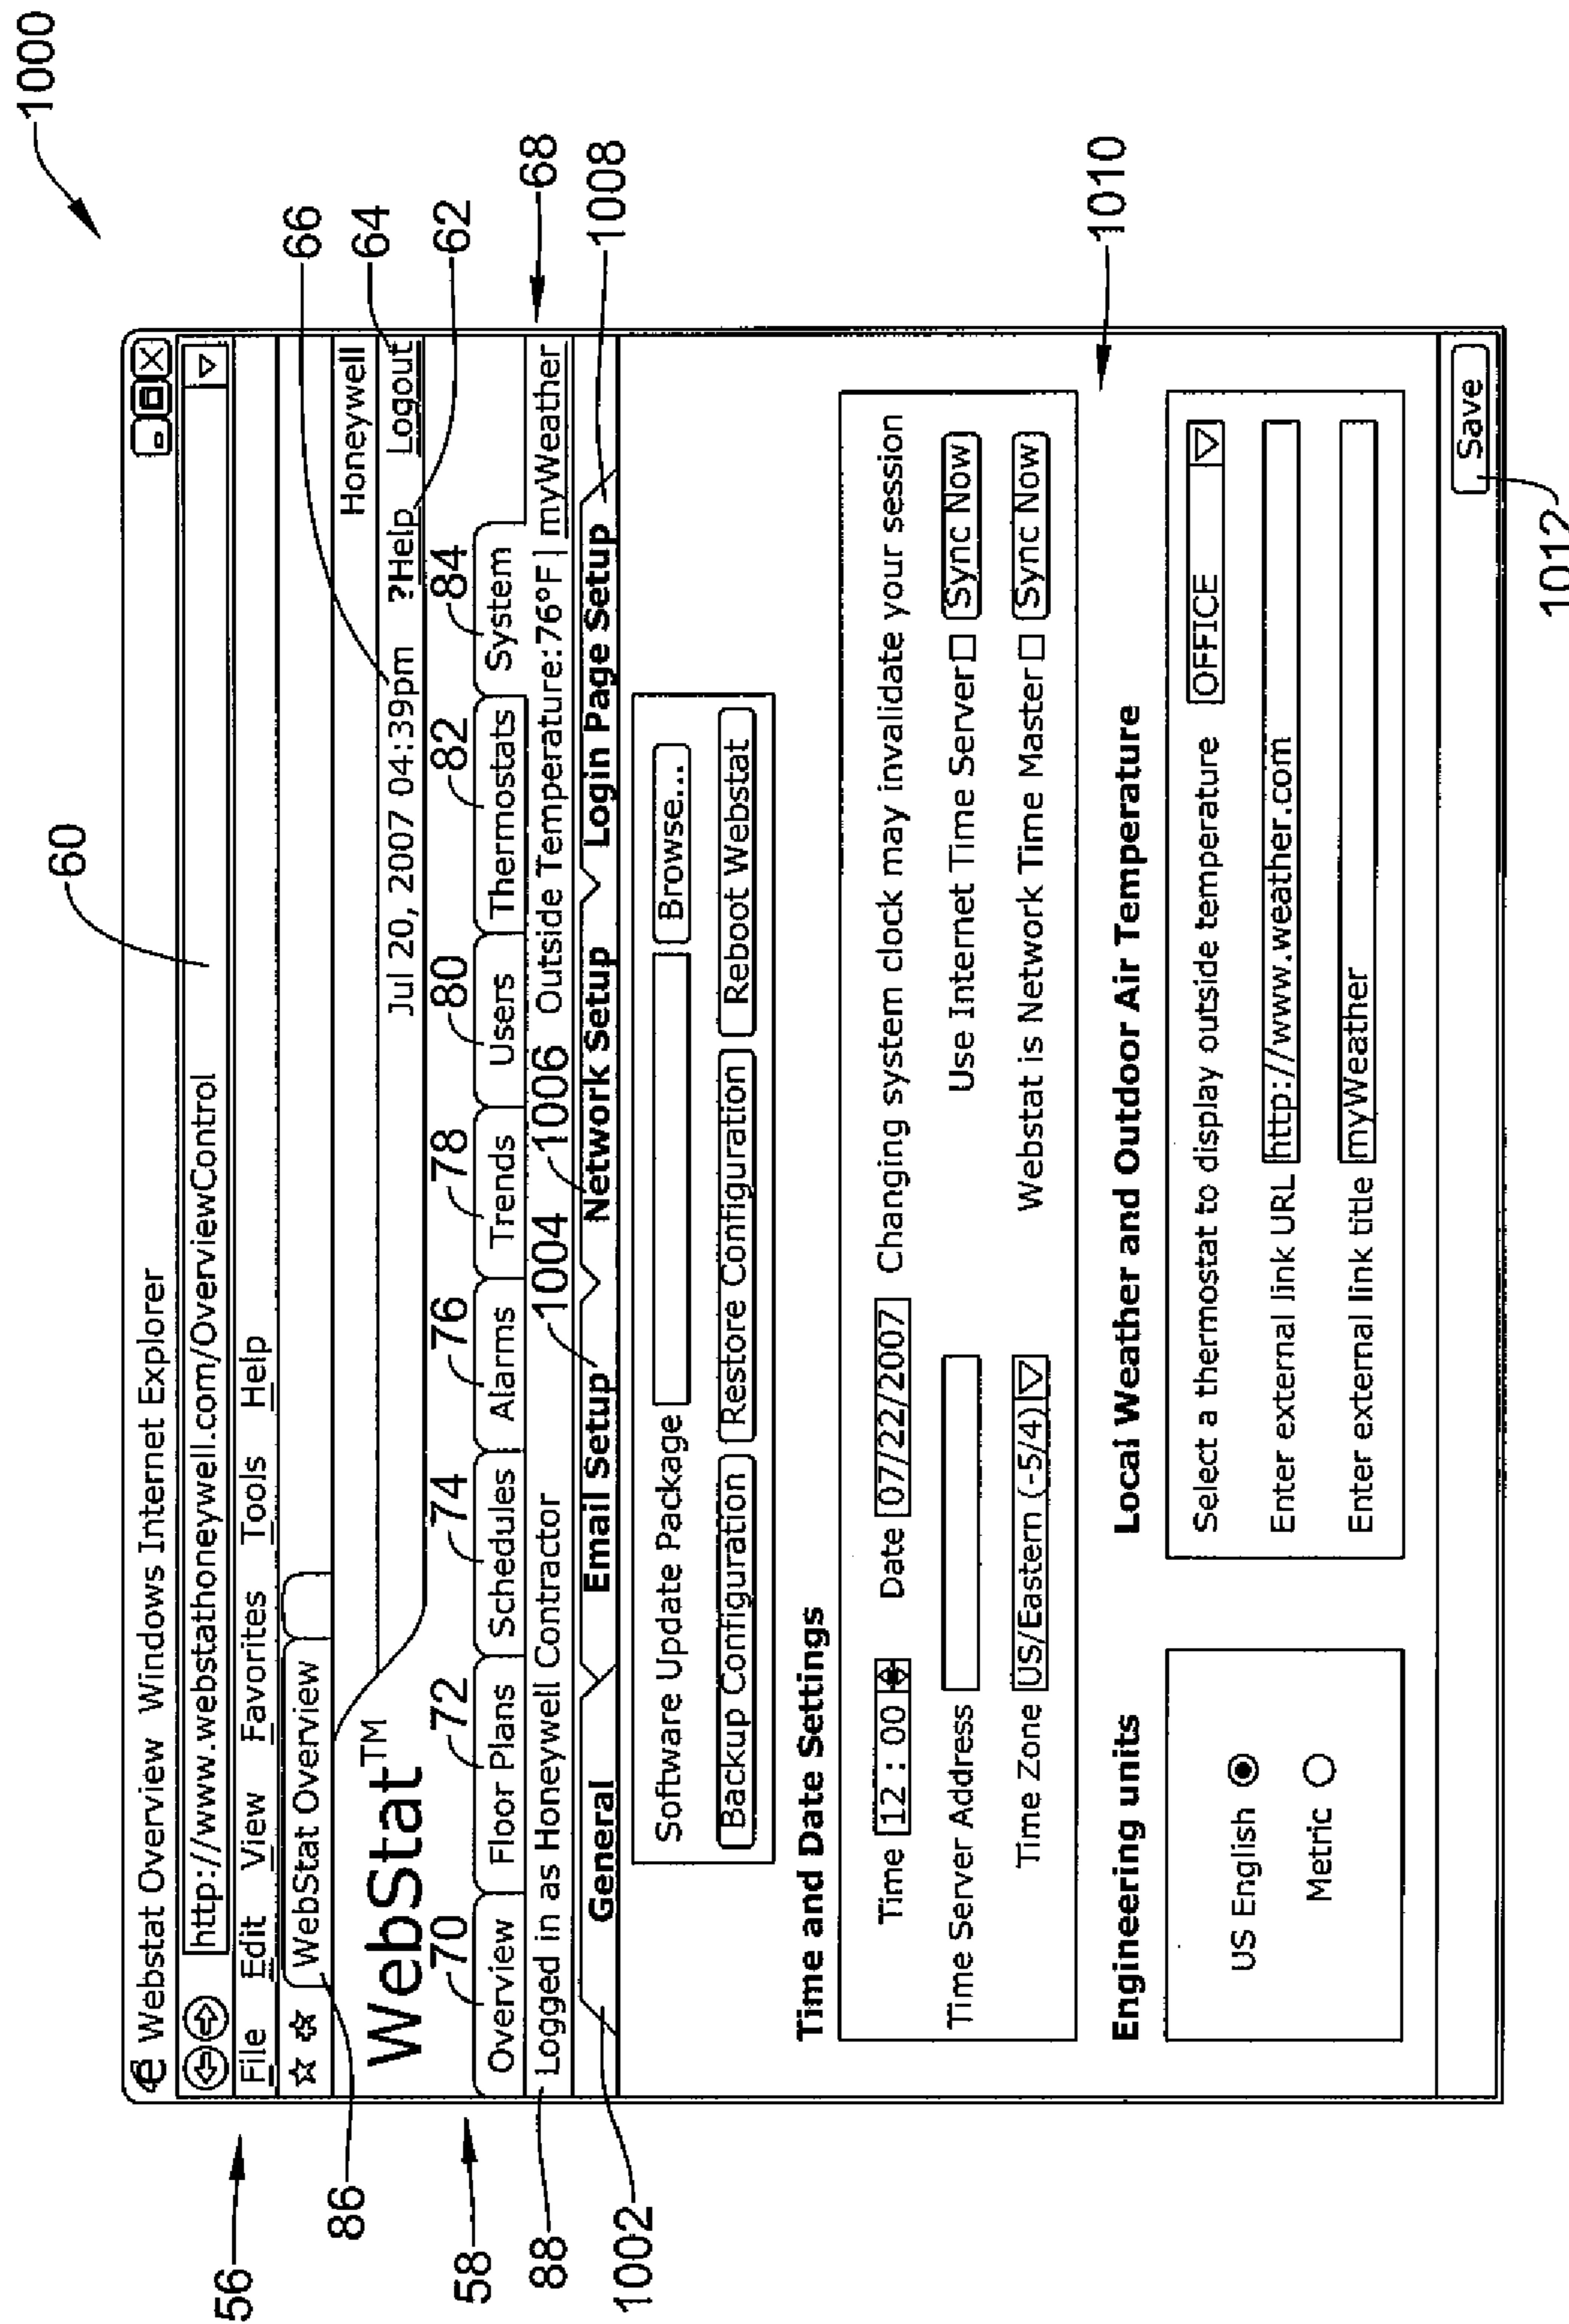 1000
60
Webstat Overview Windows Internet Explorer
http://www.webstathoneywell.com/OverviewControl
56
File Edit View Favorites Tools Help
WebStat Overview
86
66
WebStat™
Honeywell
64
Jul 20, 2007 04:39pm ?Help Logout
62
58
70 72 74 76 78 80 82 84
Overview Floor Plans Schedules Alarms Trends Users Thermostats System
88
Logged in as Honeywell Contractor 1004 1006 Outside Temperature:76°F | myWeather
68
1002
General Email Setup Network Setup Login Page Setup
1008
Software Update Package Browse...
Backup Configuration Restore Configuration Reboot Webstat
Time and Date Settings
Time 12 : 00 Date 07/22/2007 Changing system clock may invalidate your session
Time Server Address Use Internet Time Server Sync Now
Time Zone US/Eastern (-5/4) Webstat is Network Time Master Sync Now
1010
Engineering units Local Weather and Outdoor Air Temperature
US English
Metric
Select a thermostat to display outside temperature OFFICE
Enter external link URL http://www.weather.com
Enter external link title myWeather
Save
1012